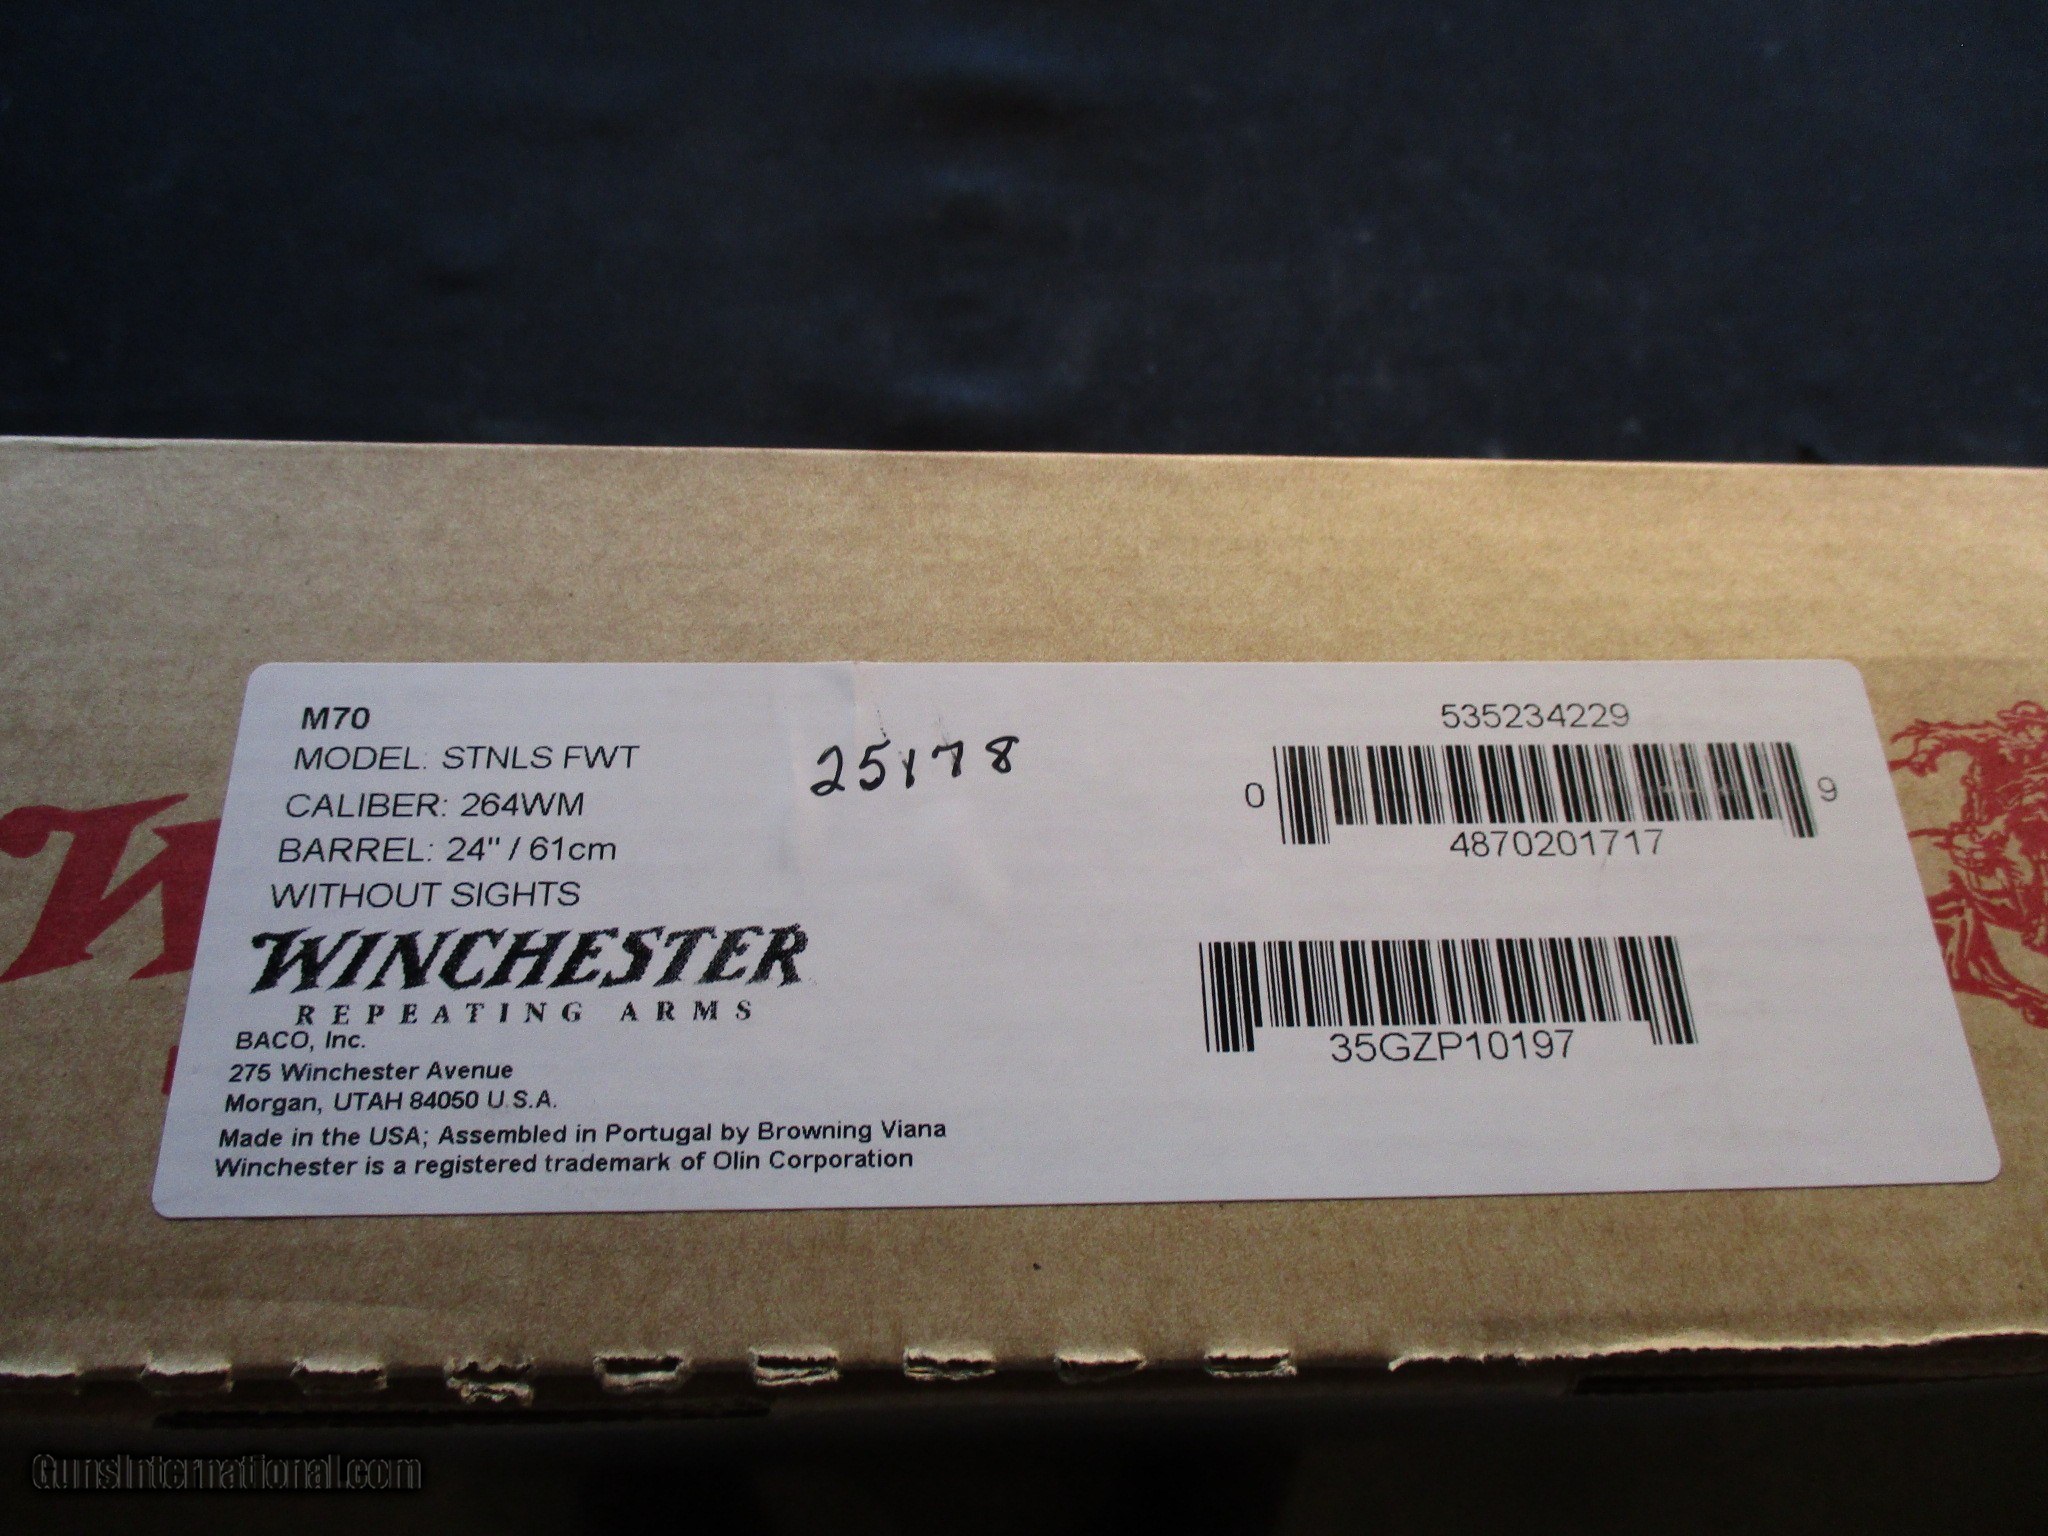 M70
MODEL: STNLS FWT
CALIBER: 264WM
BARREL: 24" / 61cm
WITHOUT SIGHTS
WINCHESTER
REPEATING ARMS
BACO, Inc.
275 Winchester Avenue
Morgan, UTAH 84050 U.S.A.
Made in the USA; Assembled in Portugal by Browning Viana
Winchester is a registered trademark of Olin Corporation
25178
535234229
0 4870201717 9
35GZP10197
W
GunsInternational.com